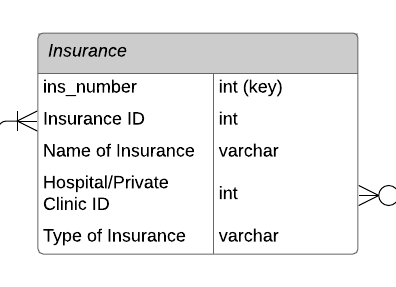 Insurance
ins_number int (key)
Insurance ID int
Name of Insurance varchar
Hospital/Private
Clinic ID int
Type of Insurance varchar